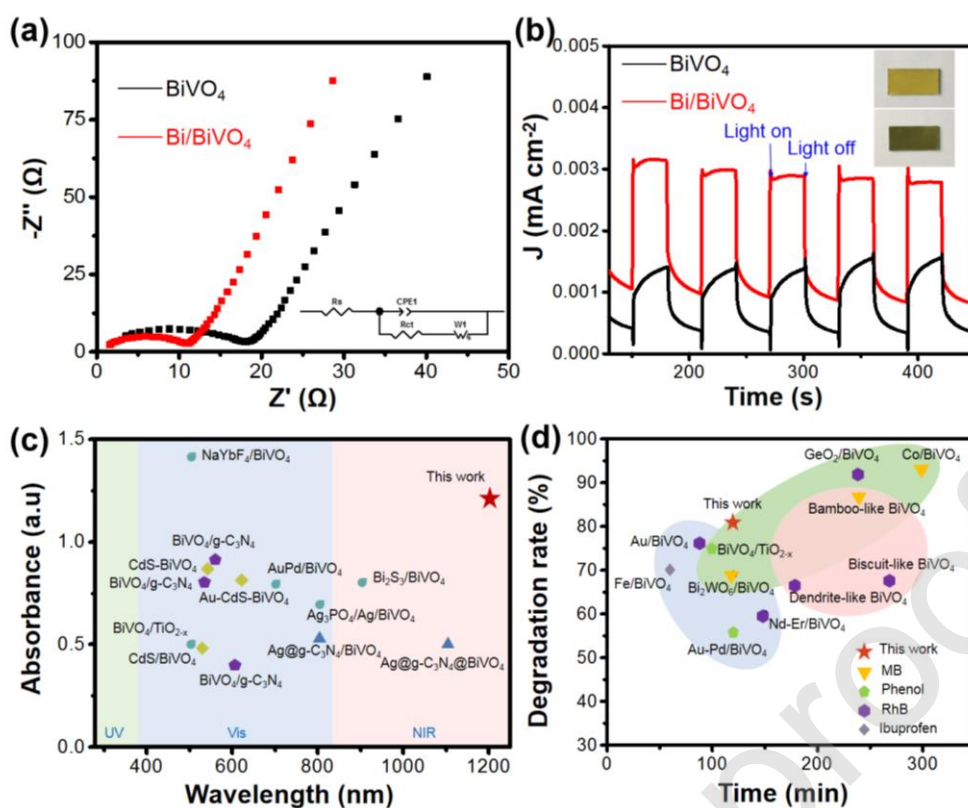 (a)
100
75
50
25
0
-Z'' (Ω)
BiVO₄
Bi/BiVO₄
Rs
CPE1
Rct
W1
0
10
20
30
40
50
Z' (Ω)
(b)
0.005
0.004
0.003
0.002
0.001
0.000
J (mA cm⁻²)
BiVO₄
Bi/BiVO₄
Light on
Light off
200
300
400
Time (s)
(c)
1.5
1.0
0.5
0.0
Absorbance (a.u)
NaYbF₄/BiVO₄
This work
BiVO₄/g-C₃N₄
CdS-BiVO₄
BiVO₄/g-C₃N₄
AuPd/BiVO₄
Bi₂S₃/BiVO₄
Au-CdS-BiVO₄
Ag₃PO₄/Ag/BiVO₄
BiVO₄/TiO₂₋ₓ
CdS/BiVO₄
Ag@g-C₃N₄/BiVO₄
Ag@g-C₃N₄@BiVO₄
BiVO₄/g-C₃N₄
UV
Vis
NIR
400
600
800
1000
1200
Wavelength (nm)
(d)
100
90
80
70
60
50
40
30
Degradation rate (%)
GeO₂/BiVO₄
Co/BiVO₄
This work
Bamboo-like BiVO₄
Au/BiVO₄
BiVO₄/TiO₂₋ₓ
Biscuit-like BiVO₄
Fe/BiVO₄
Bi₂WO₆/BiVO₄
Dendrite-like BiVO₄
Nd-Er/BiVO₄
Au-Pd/BiVO₄
This work
MB
Phenol
RhB
Ibuprofen
0
100
200
300
Time (min)